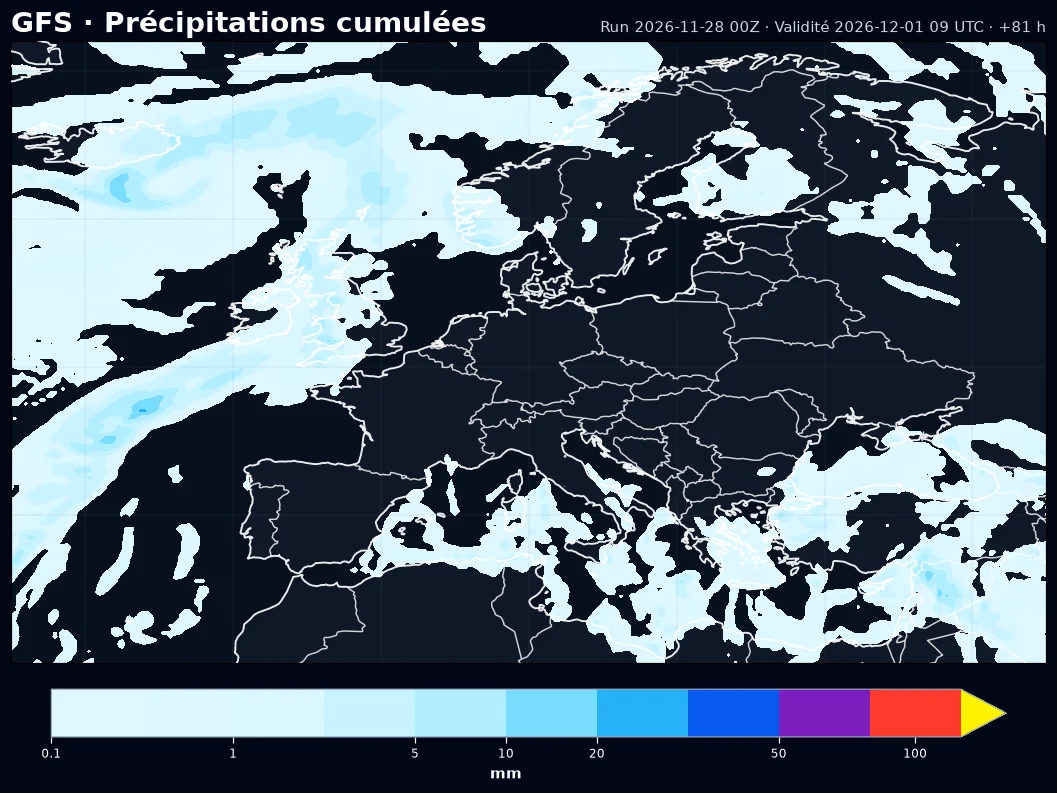 GFS · Précipitations cumulées
Run 2026-11-28 00Z · Validité 2026-12-01 09 UTC · +81 h
0.1 1 5 10 20 50 100
mm